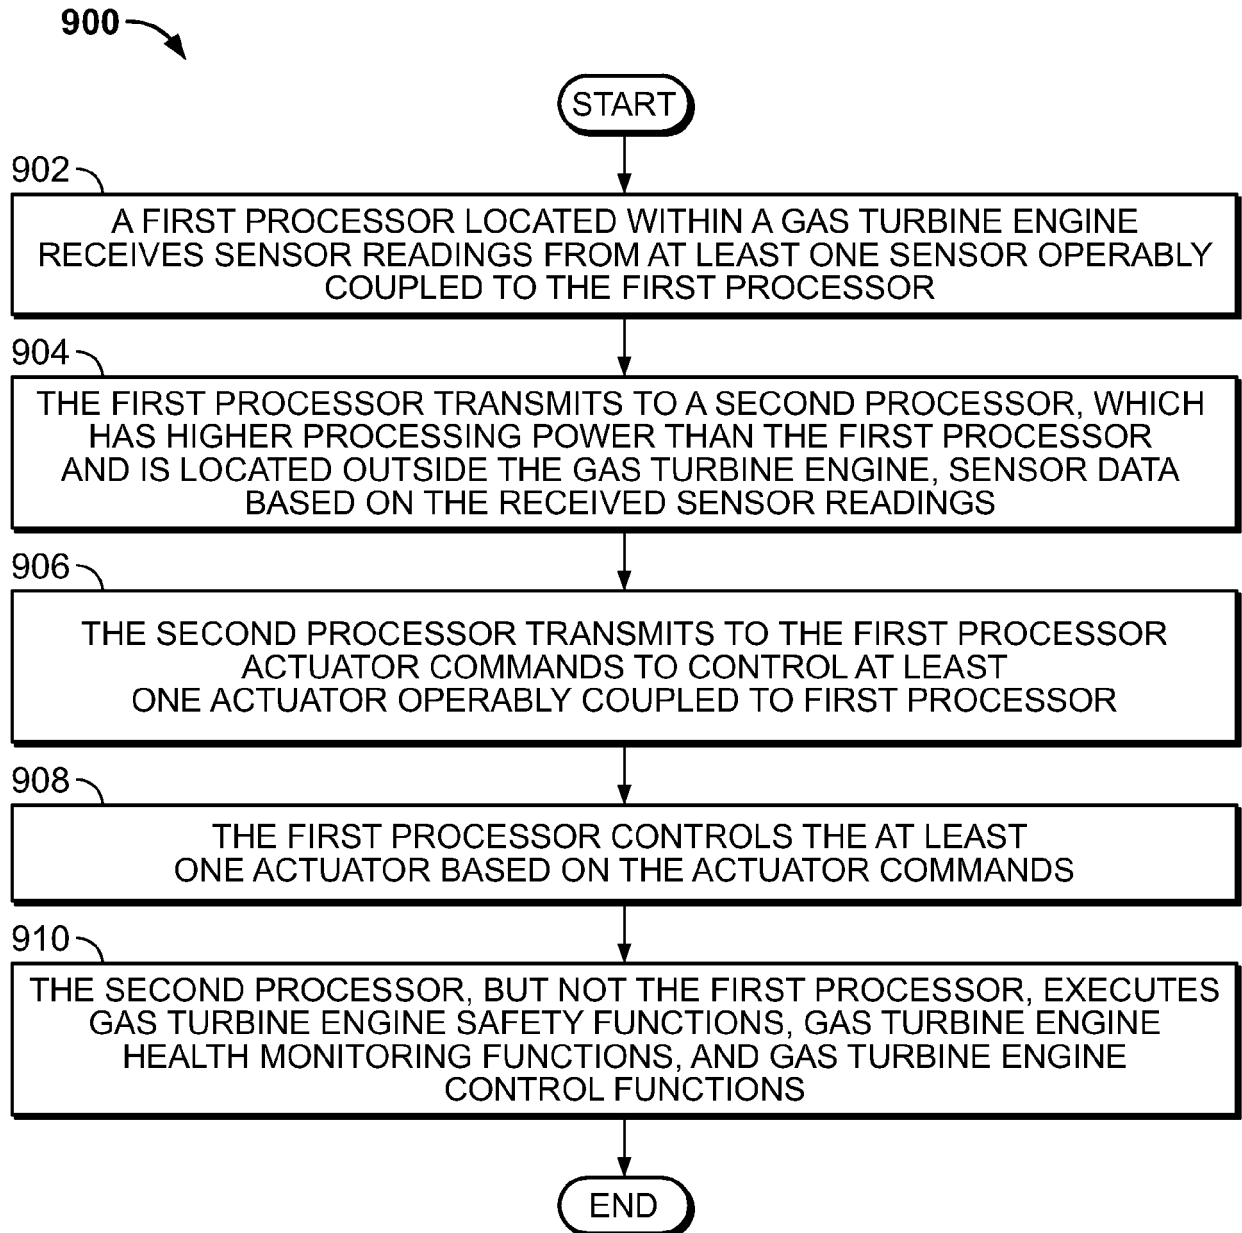 900
START
902
A FIRST PROCESSOR LOCATED WITHIN A GAS TURBINE ENGINE
RECEIVES SENSOR READINGS FROM AT LEAST ONE SENSOR OPERABLY
COUPLED TO THE FIRST PROCESSOR
904
THE FIRST PROCESSOR TRANSMITS TO A SECOND PROCESSOR, WHICH
HAS HIGHER PROCESSING POWER THAN THE FIRST PROCESSOR
AND IS LOCATED OUTSIDE THE GAS TURBINE ENGINE, SENSOR DATA
BASED ON THE RECEIVED SENSOR READINGS
906
THE SECOND PROCESSOR TRANSMITS TO THE FIRST PROCESSOR
ACTUATOR COMMANDS TO CONTROL AT LEAST
ONE ACTUATOR OPERABLY COUPLED TO FIRST PROCESSOR
908
THE FIRST PROCESSOR CONTROLS THE AT LEAST
ONE ACTUATOR BASED ON THE ACTUATOR COMMANDS
910
THE SECOND PROCESSOR, BUT NOT THE FIRST PROCESSOR, EXECUTES
GAS TURBINE ENGINE SAFETY FUNCTIONS, GAS TURBINE ENGINE
HEALTH MONITORING FUNCTIONS, AND GAS TURBINE ENGINE
CONTROL FUNCTIONS
END